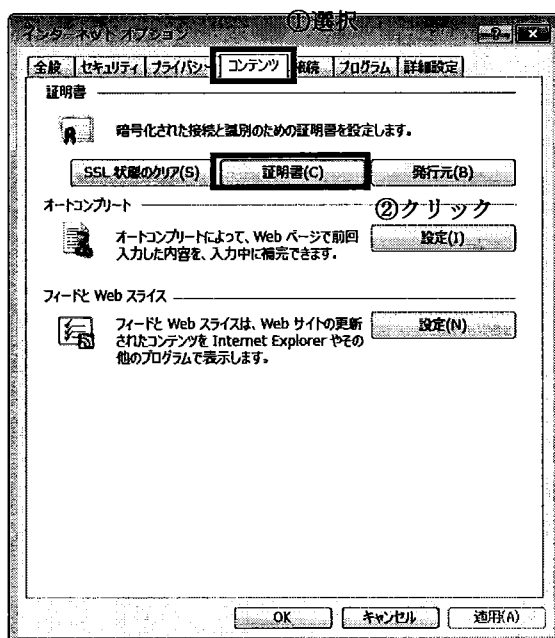 ①選択
インターネット オプション
全般 セキュリティ プライバシー コンテンツ 接続 プログラム 詳細設定
証明書
暗号化された接続と識別のための証明書を設定します。
SSL 状態のクリア(S) 証明書(C) 発行元(B)
②クリック
オートコンプリート
オートコンプリートによって、Web ページで前回
入力した内容を、入力中に補完できます。
設定(I)
フィードと Web スライス
フィードと Web スライスは、Web サイトの更新
されたコンテンツを Internet Explorer やその
他のプログラムで表示します。
設定(N)
OK キャンセル 適用(A)